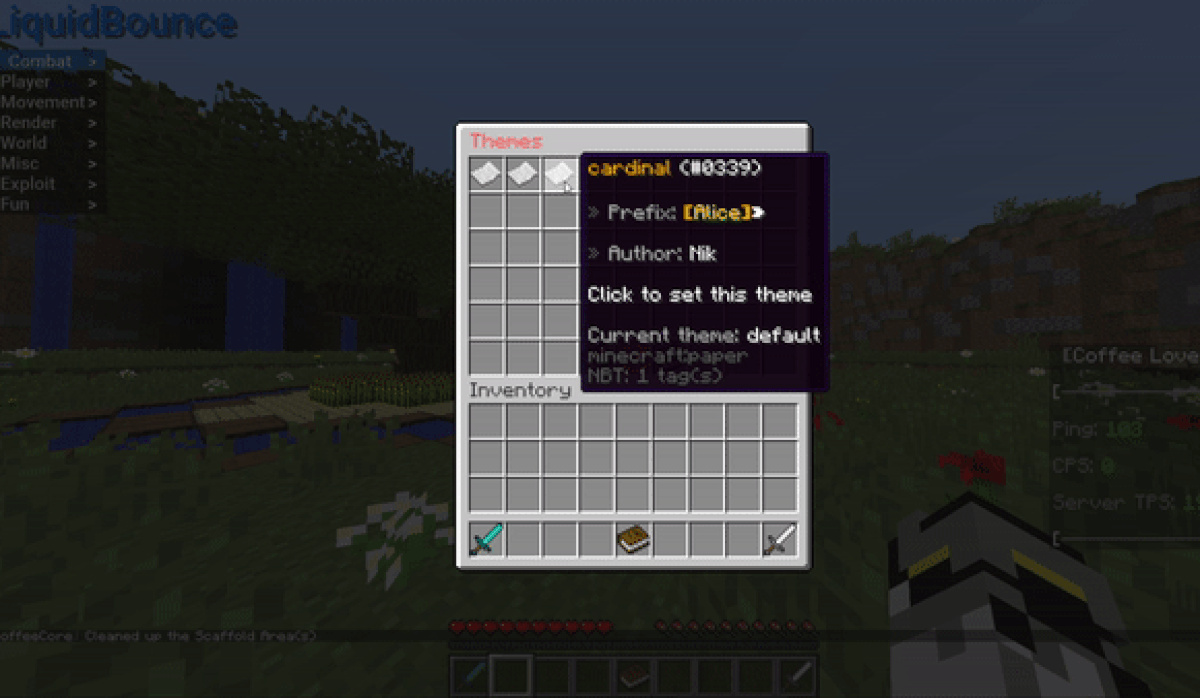 LiquidBounce
Combat >
Player >
Movement >
Render >
World >
Misc >
Exploit >
Fun >
Themes
cardinal (#0339)
» Prefix: [Alice]»
» Author: Nik
Click to set this theme
Current theme: default
minecraft:paper
NBT: 1 tag(s)
Inventory
[Coffee Love
[
Ping: 103
CPS: 0
Server TPS:
[
offeeCore: Cleaned up the Scaffold Area(s)